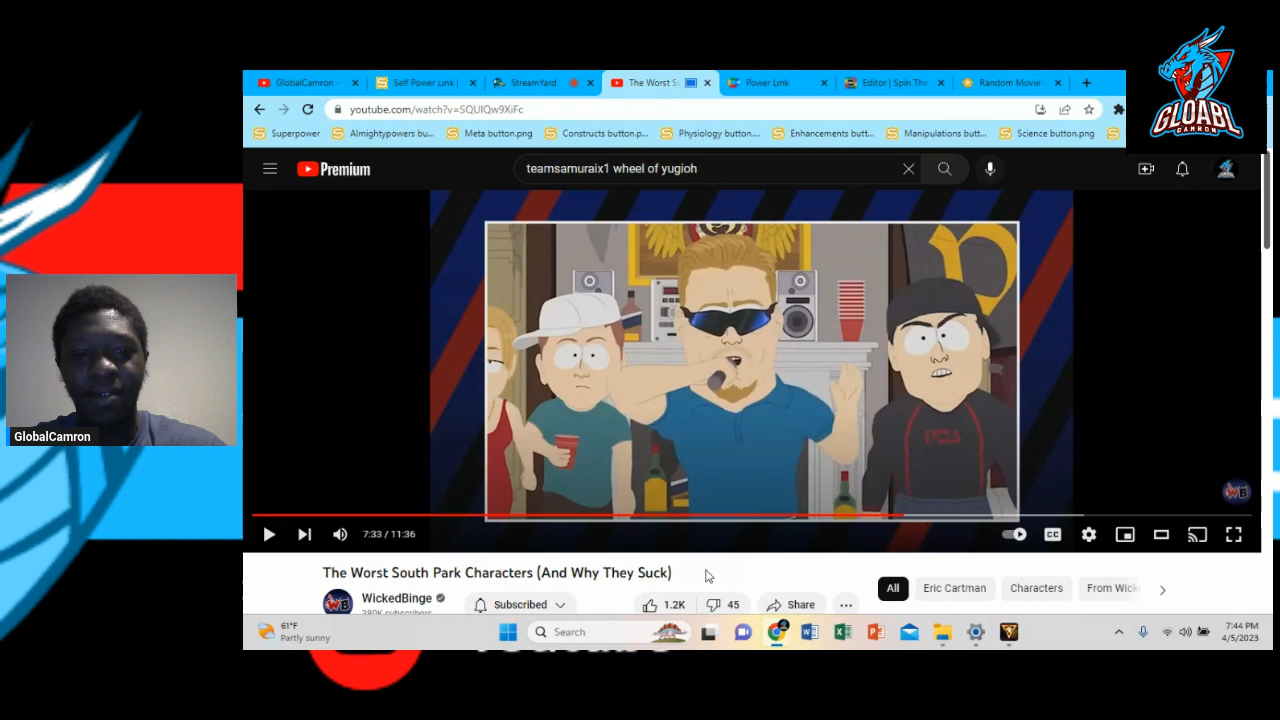 GLOABL
CAMRON
GlobalCamron -
Self Power Link |
StreamYard
The Worst S
Power Link
Editor | Spin The
Random Movie
youtube.com/watch?v=SQUIQw9XiFc
Superpower
Almightypowers bu...
Meta button.png
Constructs button.p...
Physiology button....
Enhancements butt...
Manipulations butt...
Science button.png
Premium
teamsamuraix1 wheel of yugioh
WB
7:33 / 11:36
CC
GlobalCamron
The Worst South Park Characters (And Why They Suck)
WickedBinge
380K subscribers
Subscribed
1.2K
45
Share
All
Eric Cartman
Characters
From Wick
61°F
Partly sunny
Search
7:44 PM
4/5/2023